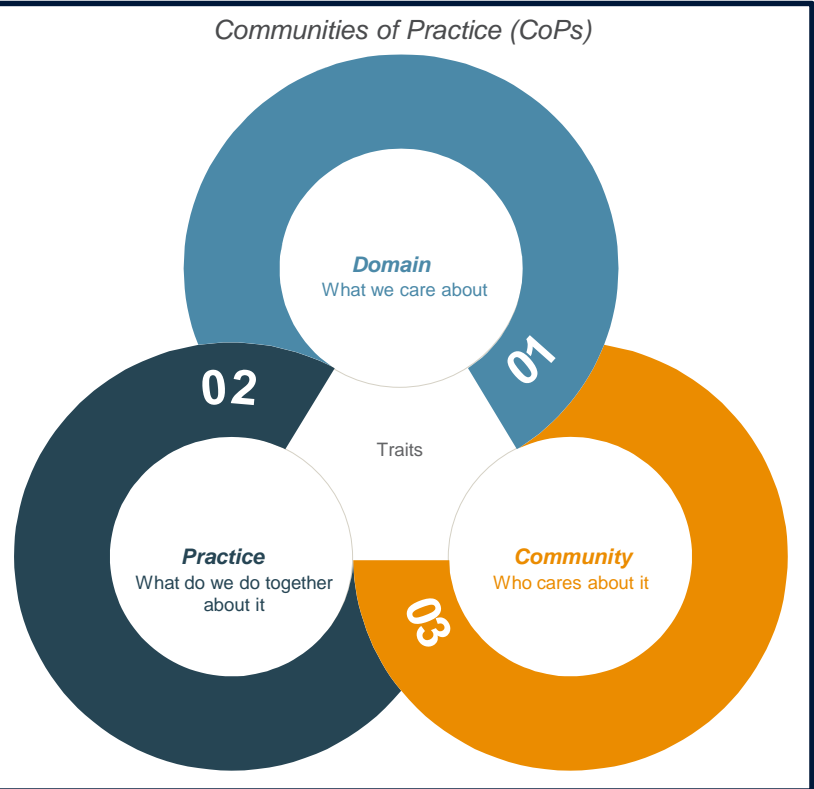 Communities of Practice (CoPs)
Domain
What we care about
01
02
Traits
Practice
What do we do together
about it
Community
Who cares about it
03